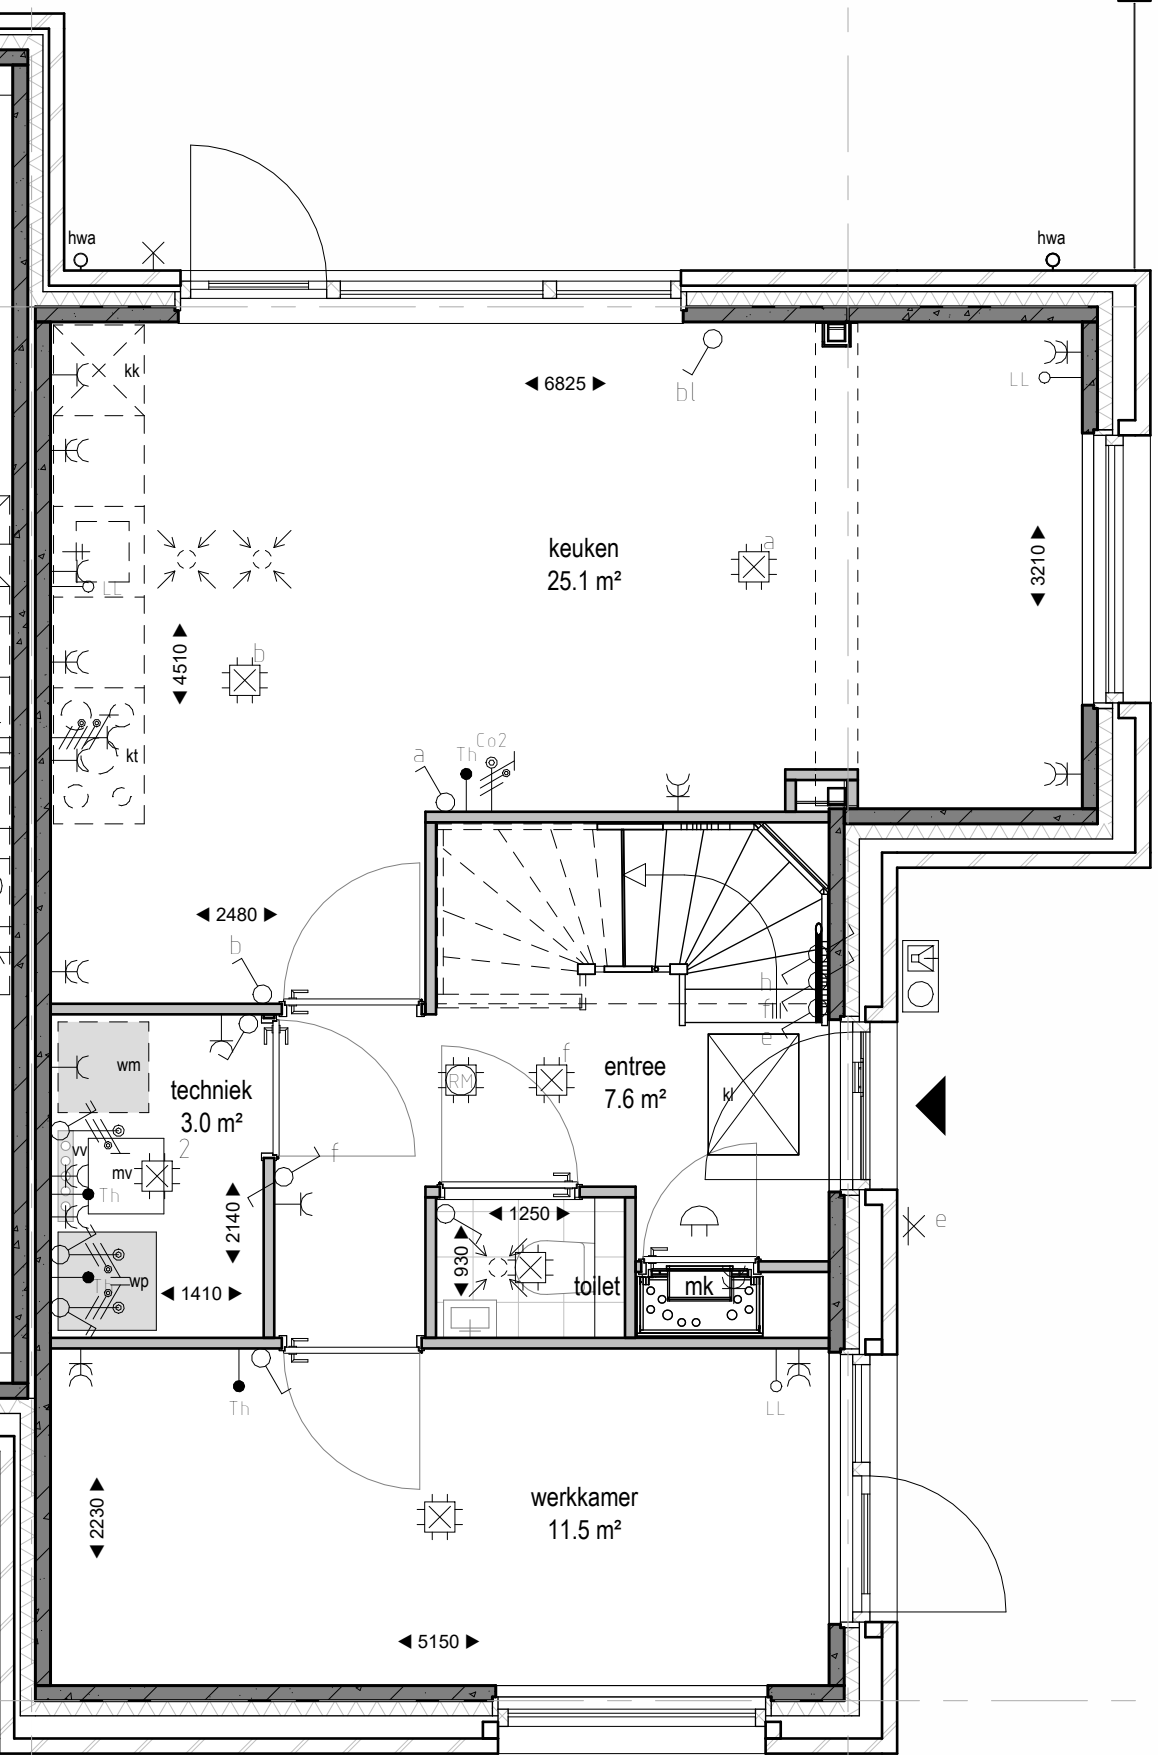 hwa
hwa
kk
6825
bl
LL
keuken
25.1 m²
a
3210
LL
4510
b
kt
a
Th
Co2
2480
b
h
f
e
wm
techniek
3.0 m²
RM
f
entree
7.6 m²
kl
vv
mv
2
Th
f
2140
1250
930
e
Th
wp
1410
toilet
mk
Th
LL
2230
werkkamer
11.5 m²
5150